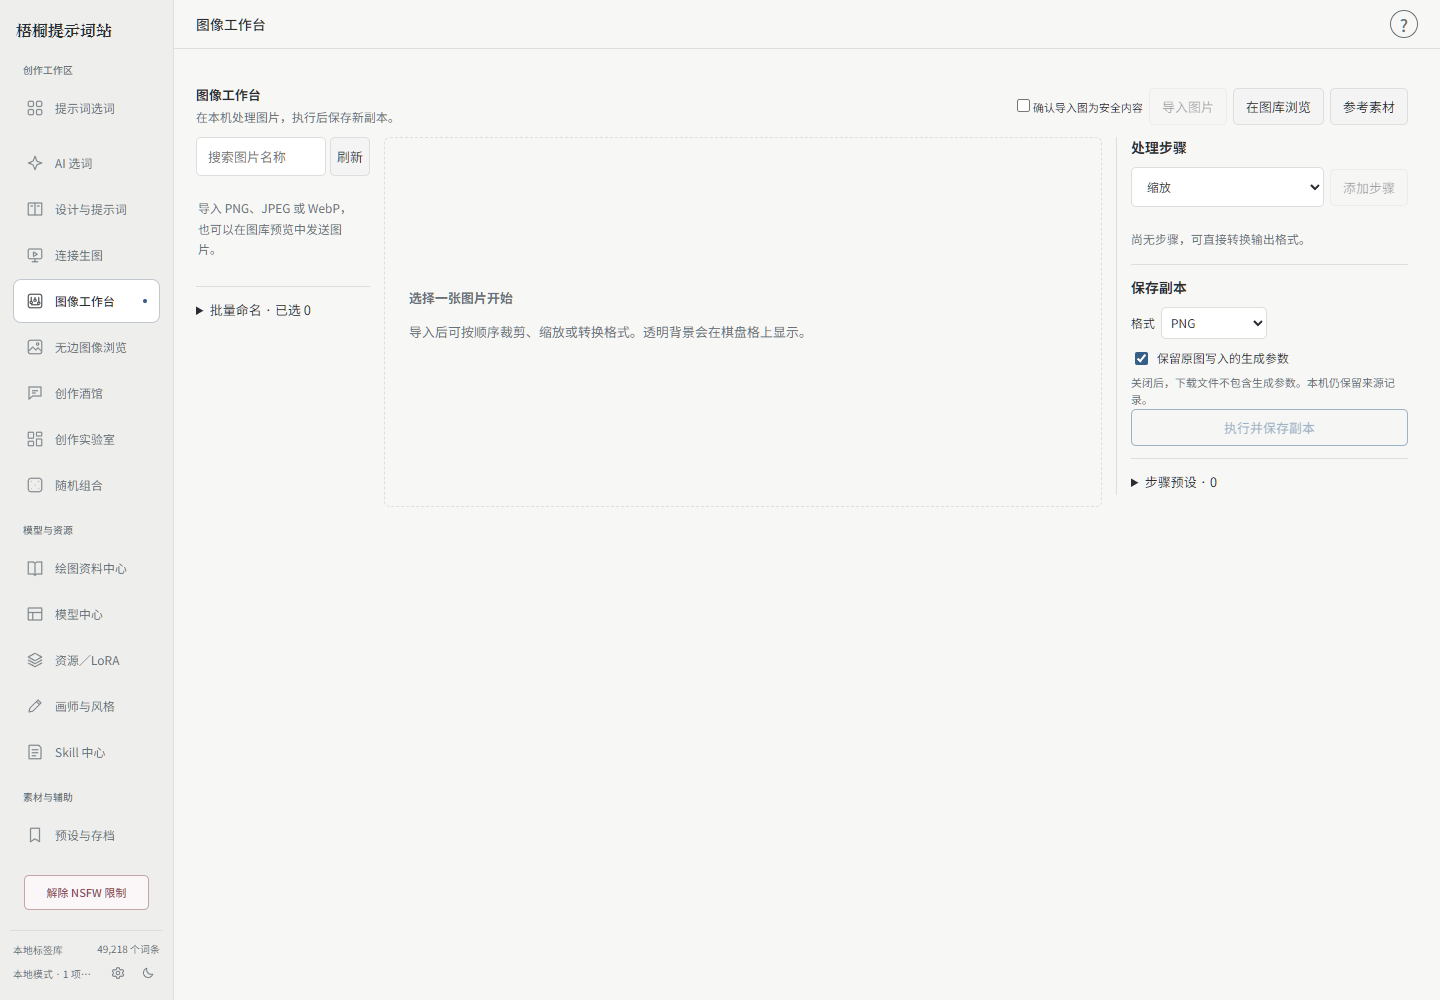 梧桐提示词站
创作工作区
提示词选词
AI 选词
设计与提示词
连接生图
图像工作台
无边图像浏览
创作酒馆
创作实验室
随机组合
模型与资源
绘图资料中心
模型中心
资源／LoRA
画师与风格
Skill 中心
素材与辅助
预设与存档
解除 NSFW 限制
本地标签库 49,218 个词条
本地模式 · 1 项…
图像工作台
?
图像工作台
在本机处理图片，执行后保存新副本。
确认导入图为安全内容
导入图片
在图库浏览
参考素材
搜索图片名称
刷新
导入 PNG、JPEG 或 WebP，
也可以在图库预览中发送图
片。
批量命名 · 已选 0
选择一张图片开始
导入后可按顺序裁剪、缩放或转换格式。透明背景会在棋盘格上显示。
处理步骤
缩放
添加步骤
尚无步骤，可直接转换输出格式。
保存副本
格式 PNG
保留原图写入的生成参数
关闭后，下载文件不包含生成参数。本机仍保留来源记
录。
执行并保存副本
步骤预设 · 0